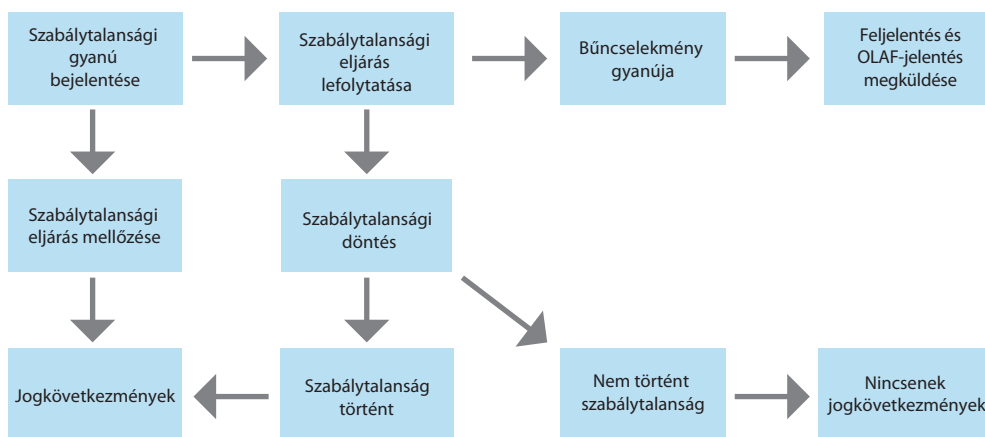 Szabálytalansági
gyanú
bejelentése
Szabálytalansági
eljárás
lefolytatása
Bűncselekmény
gyanúja
Feljelentés és
OLAF-jelentés
megküldése
Szabálytalansági
eljárás mellőzése
Szabálytalansági
döntés
Jogkövetkezmények
Szabálytalanság
történt
Nem történt
szabálytalanság
Nincsenek
jogkövetkezmények